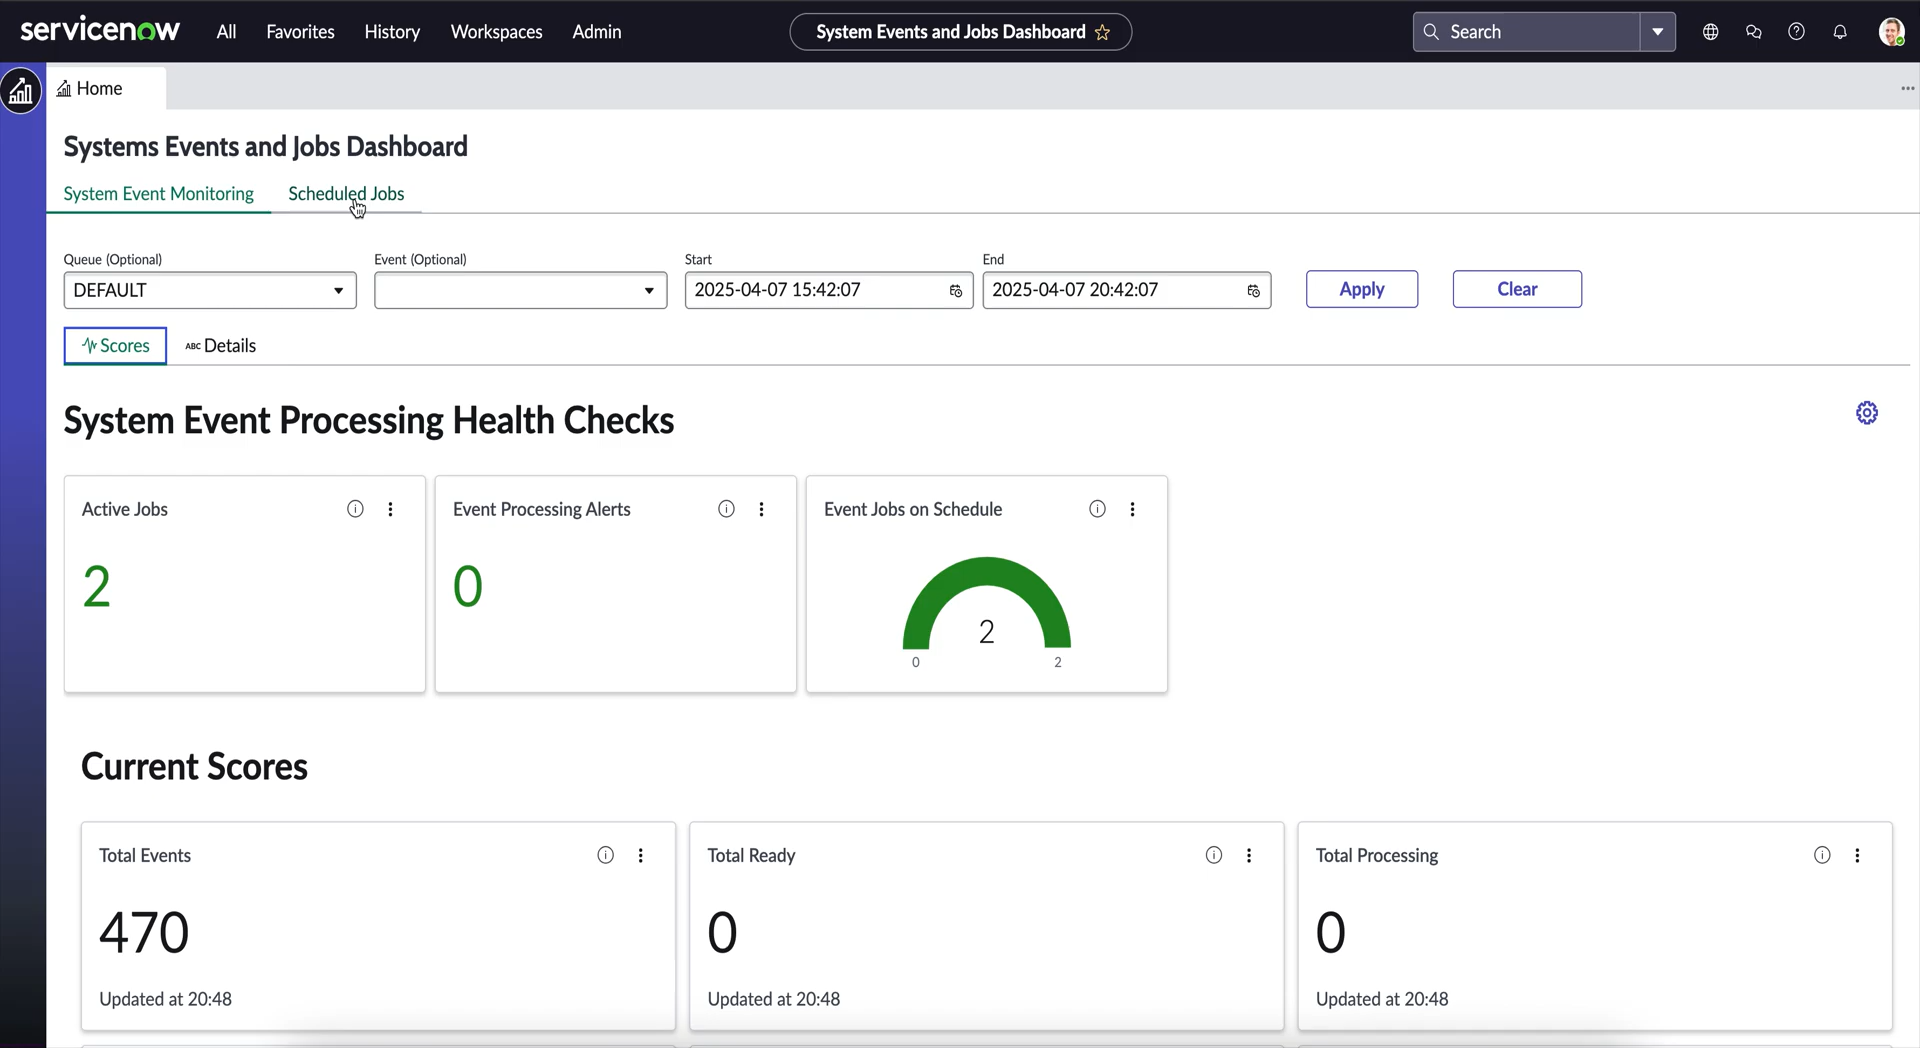 servicenow All Favorites History Workspaces Admin System Events and Jobs Dashboard Search
Home
Systems Events and Jobs Dashboard
System Event Monitoring Scheduled Jobs
Queue (Optional) Event (Optional) Start End
DEFAULT 2025-04-07 15:42:07 2025-04-07 20:42:07 Apply Clear
Scores ABC Details
System Event Processing Health Checks
Active Jobs Event Processing Alerts Event Jobs on Schedule
2 0 2
0 2
Current Scores
Total Events Total Ready Total Processing
470 0 0
Updated at 20:48 Updated at 20:48 Updated at 20:48